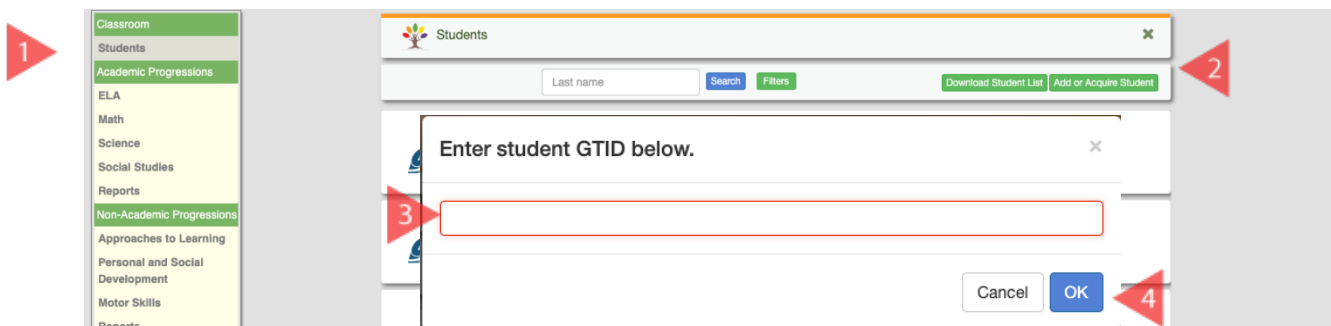 1
Classroom
Students
Academic Progressions
ELA
Math
Science
Social Studies
Reports
Non-Academic Progressions
Approaches to Learning
Personal and Social
Development
Motor Skills
Reports
Students
×
2
Last name
Search
Filters
Download Student List
Add or Acquire Student
Enter student GTID below.
×
3
Cancel
OK
4